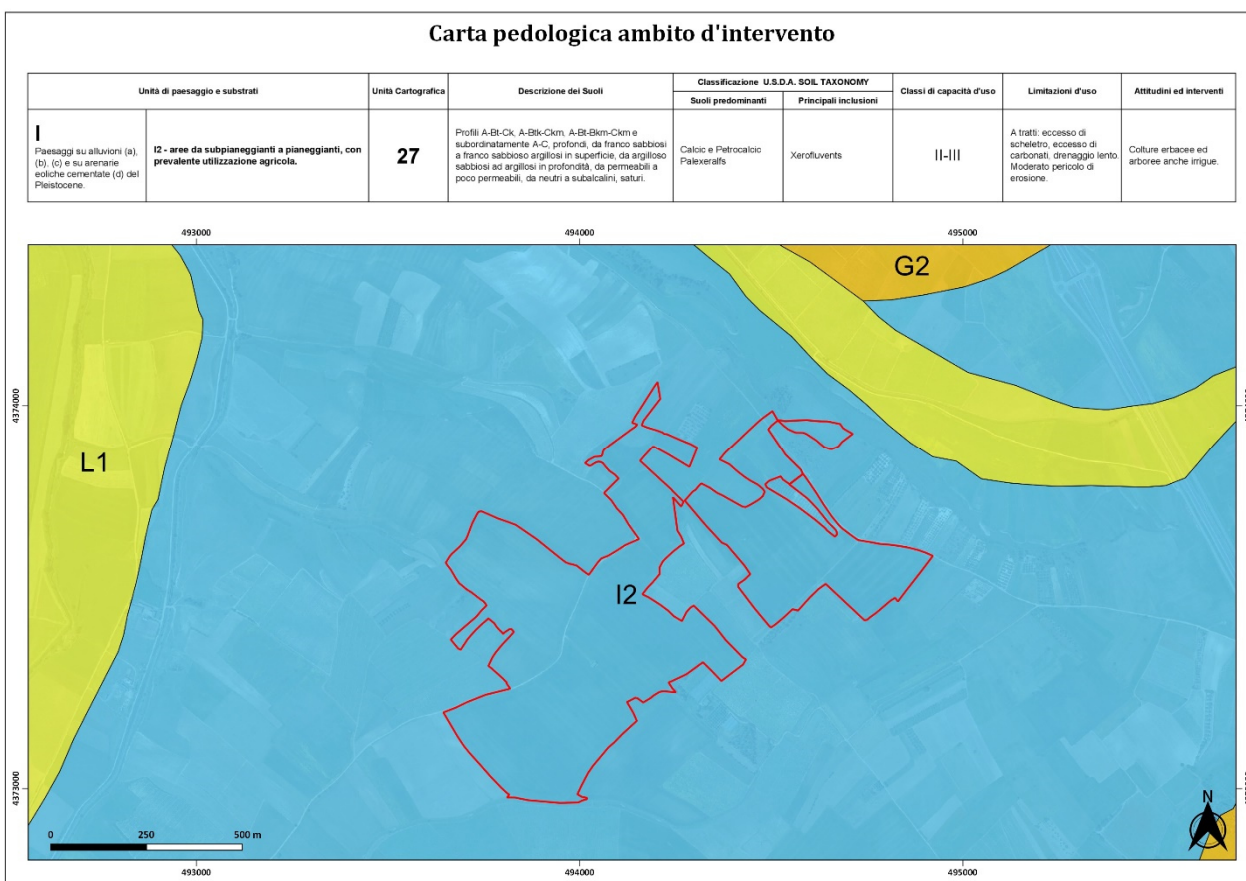 Carta pedologica ambito d'intervento
Unità di paesaggio e substrati
Unità Cartografica
Descrizione dei Suoli
Classificazione U.S.D.A. SOIL TAXONOMY
Suoli predominanti
Principali inclusioni
Classi di capacità d'uso
Limitazioni d'uso
Attitudini ed interventi
I
Paesaggi su alluvioni (a),
(b), (c) e su arenarie
eoliche cementate (d) del
Pleistocene.
I2 - aree da subpianeggianti a pianeggianti, con
prevalente utilizzazione agricola.
27
Profili A-Bt-Ck, A-Btk-Ckm, A-Bt-Bkm-Ckm e
subordinatamente A-C, profondi, da franco sabbiosi
a franco sabbioso argillosi in superficie, da argilloso
sabbiosi ad argillosi in profondità, da permeabili a
poco permeabili, da neutri a subalcalini, saturi.
Calcic e Petrocalcic
Palexeralfs
Xerofluvents
II-III
A tratti: eccesso di
scheletro, eccesso di
carbonati, drenaggio lento.
Moderato pericolo di
erosione.
Colture erbacee ed
arboree anche irrigue.
493000
494000
495000
G2
4374000
L1
I2
4373000
N
0
250
500 m
493000
494000
495000